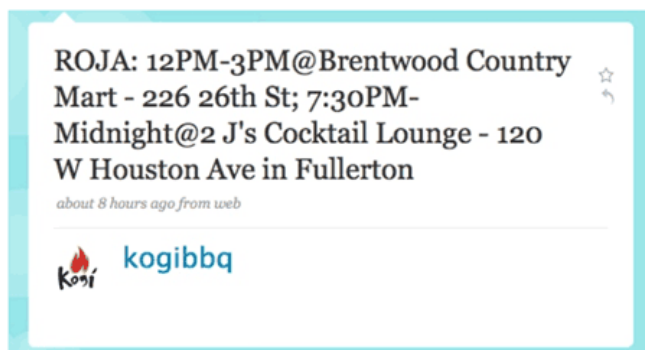 ROJA: 12PM-3PM@Brentwood Country
Mart - 226 26th St; 7:30PM-
Midnight@2 J's Cocktail Lounge - 120
W Houston Ave in Fullerton
about 8 hours ago from web
kogibbq
Kogi